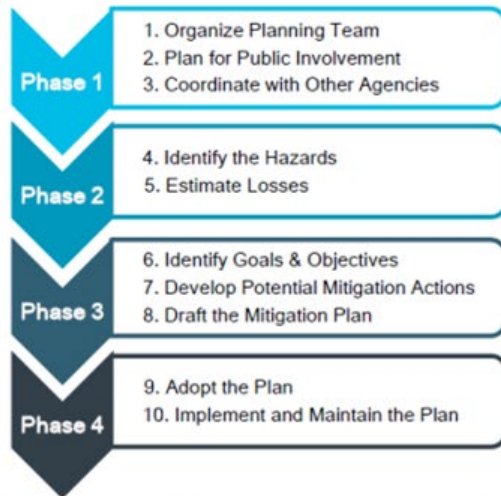 Phase 1
1. Organize Planning Team
2. Plan for Public Involvement
3. Coordinate with Other Agencies
Phase 2
4. Identify the Hazards
5. Estimate Losses
Phase 3
6. Identify Goals & Objectives
7. Develop Potential Mitigation Actions
8. Draft the Mitigation Plan
Phase 4
9. Adopt the Plan
10. Implement and Maintain the Plan